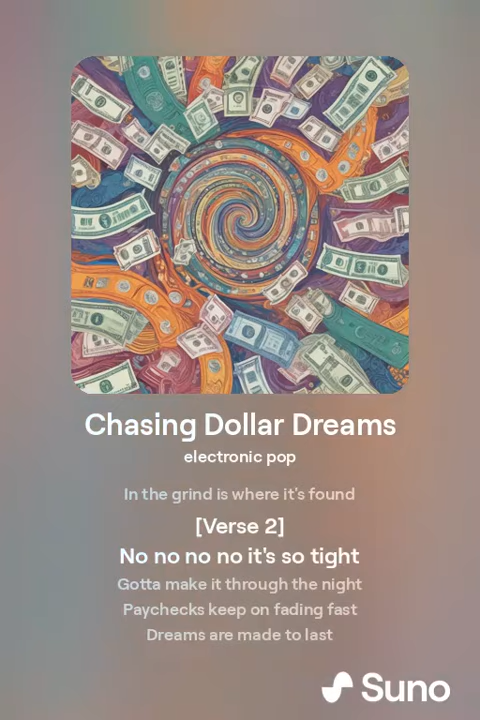 Chasing Dollar Dreams
electronic pop
In the grind is where it's found
[Verse 2]
No no no no it's so tight
Gotta make it through the night
Paychecks keep on fading fast
Dreams are made to last
Suno